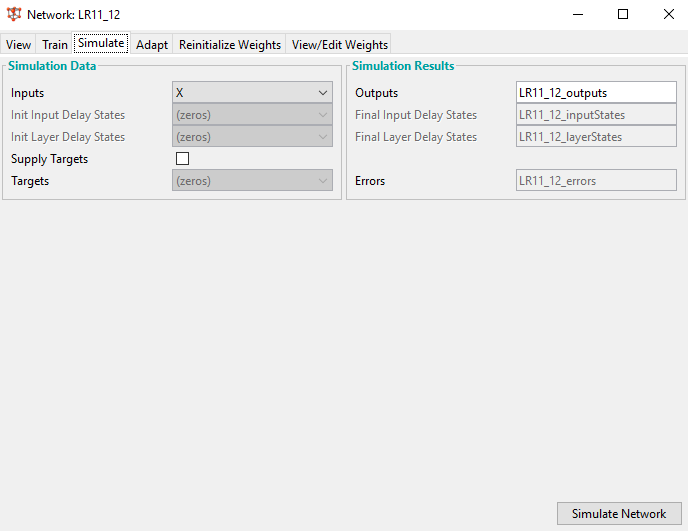 Network: LR11_12
View Train Simulate Adapt Reinitialize Weights View/Edit Weights
Simulation Data
Inputs X
Init Input Delay States (zeros)
Init Layer Delay States (zeros)
Supply Targets
Targets (zeros)
Simulation Results
Outputs LR11_12_outputs
Final Input Delay States LR11_12_inputStates
Final Layer Delay States LR11_12_layerStates
Errors LR11_12_errors
Simulate Network